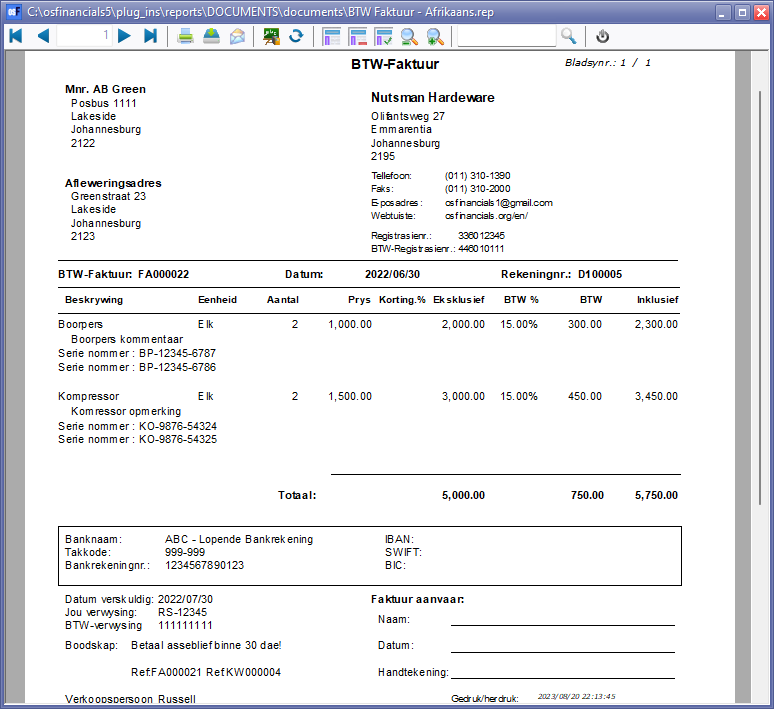 C:\osfinancials5\plug_ins\reports\DOCUMENTS\documents\BTW Faktuur - Afrikaans.rep
1
BTW-Faktuur
Bladsynr.: 1 / 1
Mnr. AB Green
Posbus 1111
Lakeside
Johannesburg
2122
Nutsman Hardeware
Olifantsweg 27
Emmarentia
Johannesburg
2195
Afleweringsadres
Greenstraat 23
Lakeside
Johannesburg
2123
Tellefoon: (011) 310-1390
Faks: (011) 310-2000
E-posadres: osfinancials1@gmail.com
Webtuiste: osfinancials.org/en/
Registrasienr.: 336012345
BTW-Registrasienr.: 446010111
BTW-Faktuur: FA000022 Datum: 2022/06/30 Rekeningnr.: D100005
Beskrywing Eenheid Aantal Prys Korting.% Eksklusief BTW % BTW Inklusief
Boorpers Elk 2 1,000.00 2,000.00 15.00% 300.00 2,300.00
Boorpers kommentaar
Serie nommer : BP-12345-6787
Serie nommer : BP-12345-6786
Kompressor Elk 2 1,500.00 3,000.00 15.00% 450.00 3,450.00
Komressor opmerking
Serie nommer : KO-9876-54324
Serie nommer : KO-9876-54325
Totaal: 5,000.00 750.00 5,750.00
Banknaam: ABC - Lopende Bankrekening IBAN:
Takkode: 999-999 SWIFT:
Bankrekeningnr.: 1234567890123 BIC:
Datum verskuldig: 2022/07/30
Jou verwysing: RS-12345
BTW-verwysing 111111111
Boodskap: Betaal asseblief binne 30 dae!
Ref.FA000021 Ref.KW000004
Verkoopspersoon Russell
Faktuur aanvaar:
Naam:
Datum:
Handtekening:
Gedruk/herdruk: 2023/08/20 22:13:45